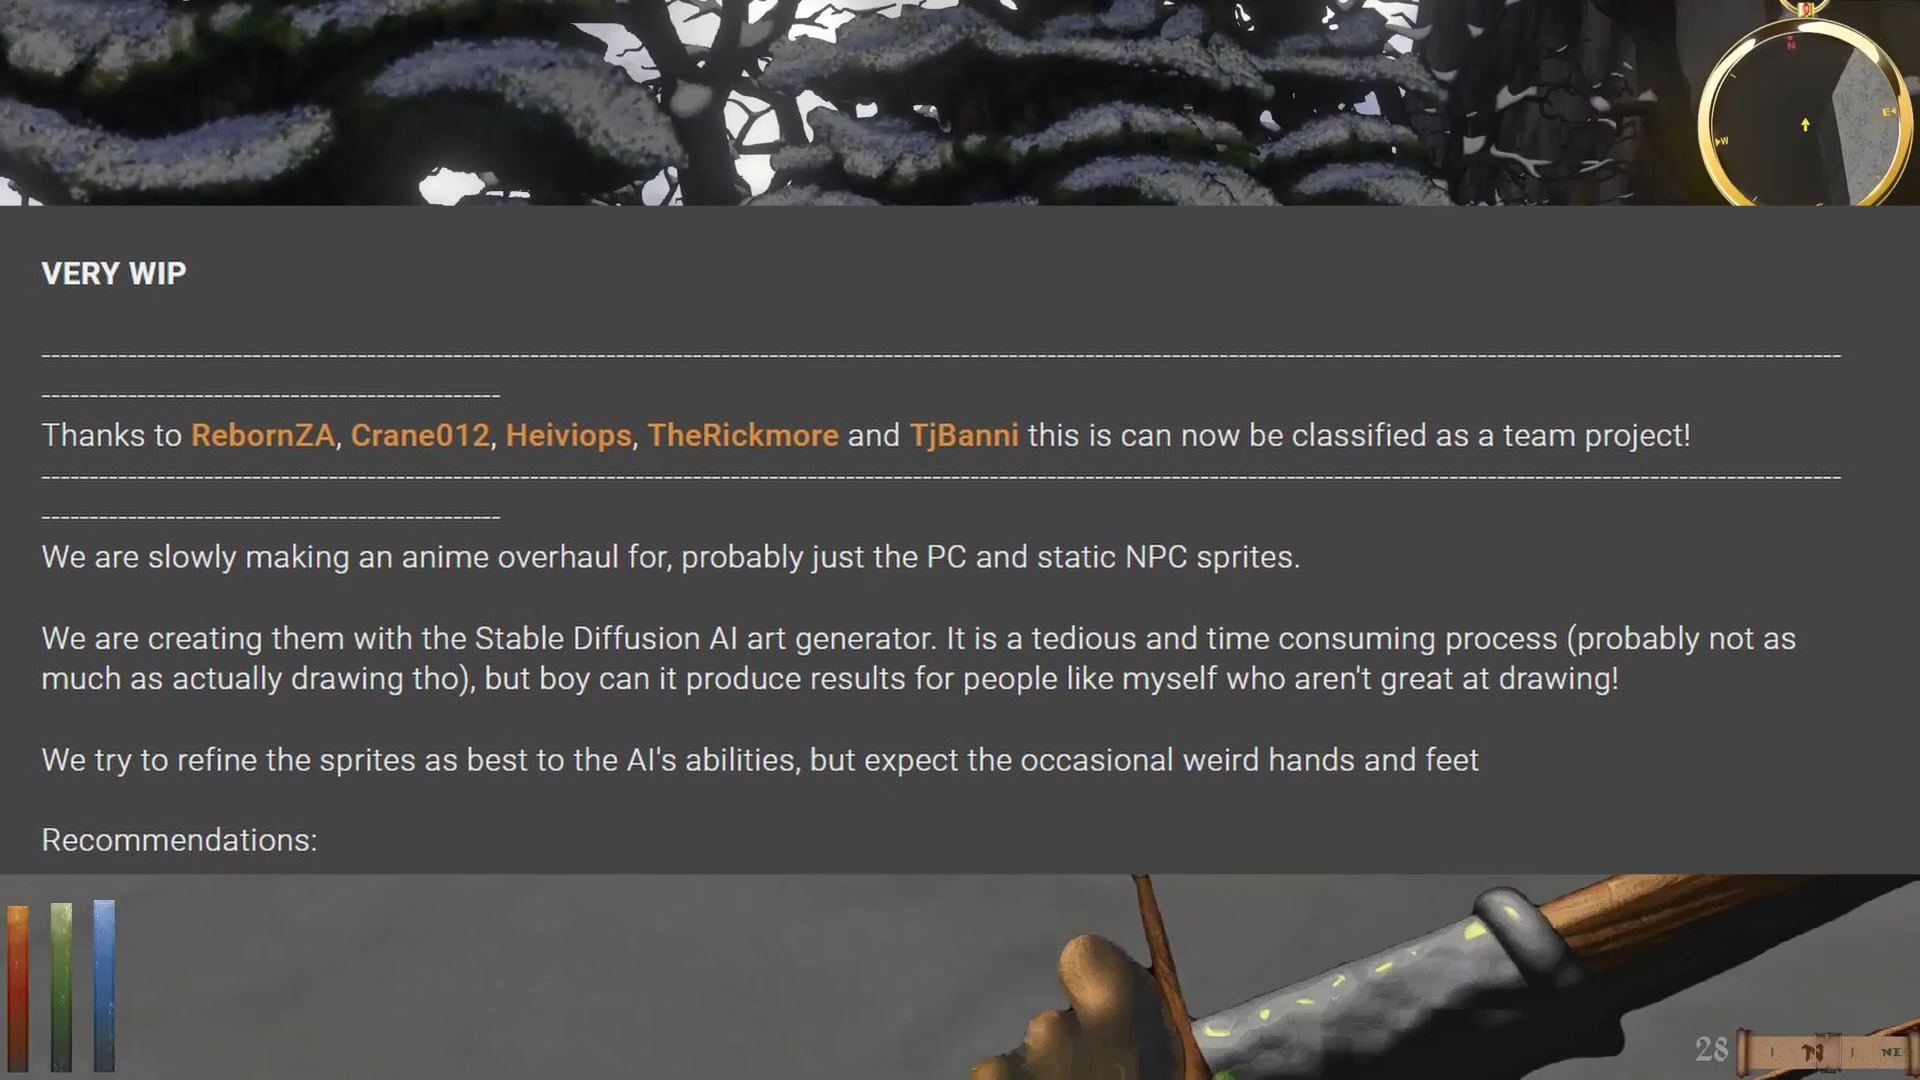 N
E
W
VERY WIP
Thanks to RebornZA, Crane012, Heiviops, TheRickmore and TjBanni this is can now be classified as a team project!
We are slowly making an anime overhaul for, probably just the PC and static NPC sprites.
We are creating them with the Stable Diffusion AI art generator. It is a tedious and time consuming process (probably not as
much as actually drawing tho), but boy can it produce results for people like myself who aren't great at drawing!
We try to refine the sprites as best to the AI's abilities, but expect the occasional weird hands and feet
Recommendations:
28
N NE